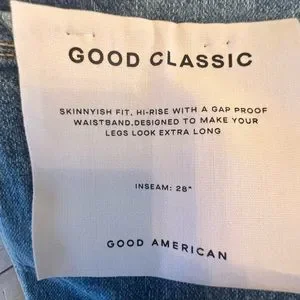 GOOD CLASSIC
SKINNYISH FIT, HI-RISE WITH A GAP PROOF
WAISTBAND.DESIGNED TO MAKE YOUR
LEGS LOOK EXTRA LONG
INSEAM: 28"
GOOD AMERICAN